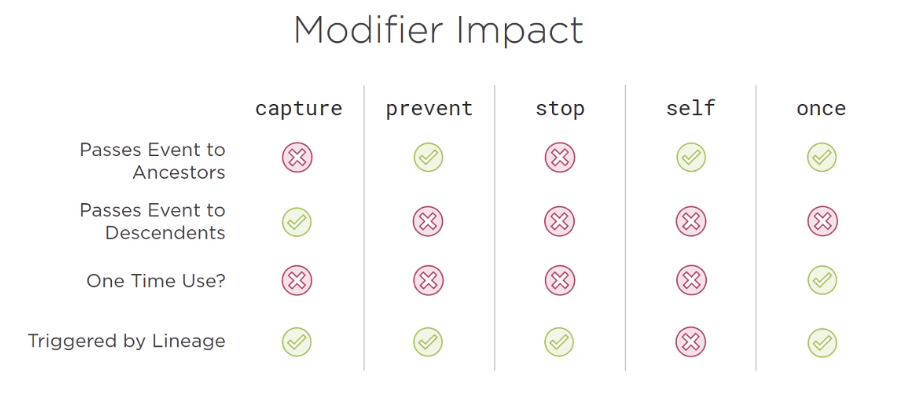 Modifier Impact
capture prevent stop self once
Passes Event to
Ancestors
Passes Event to
Descendents
One Time Use?
Triggered by Lineage